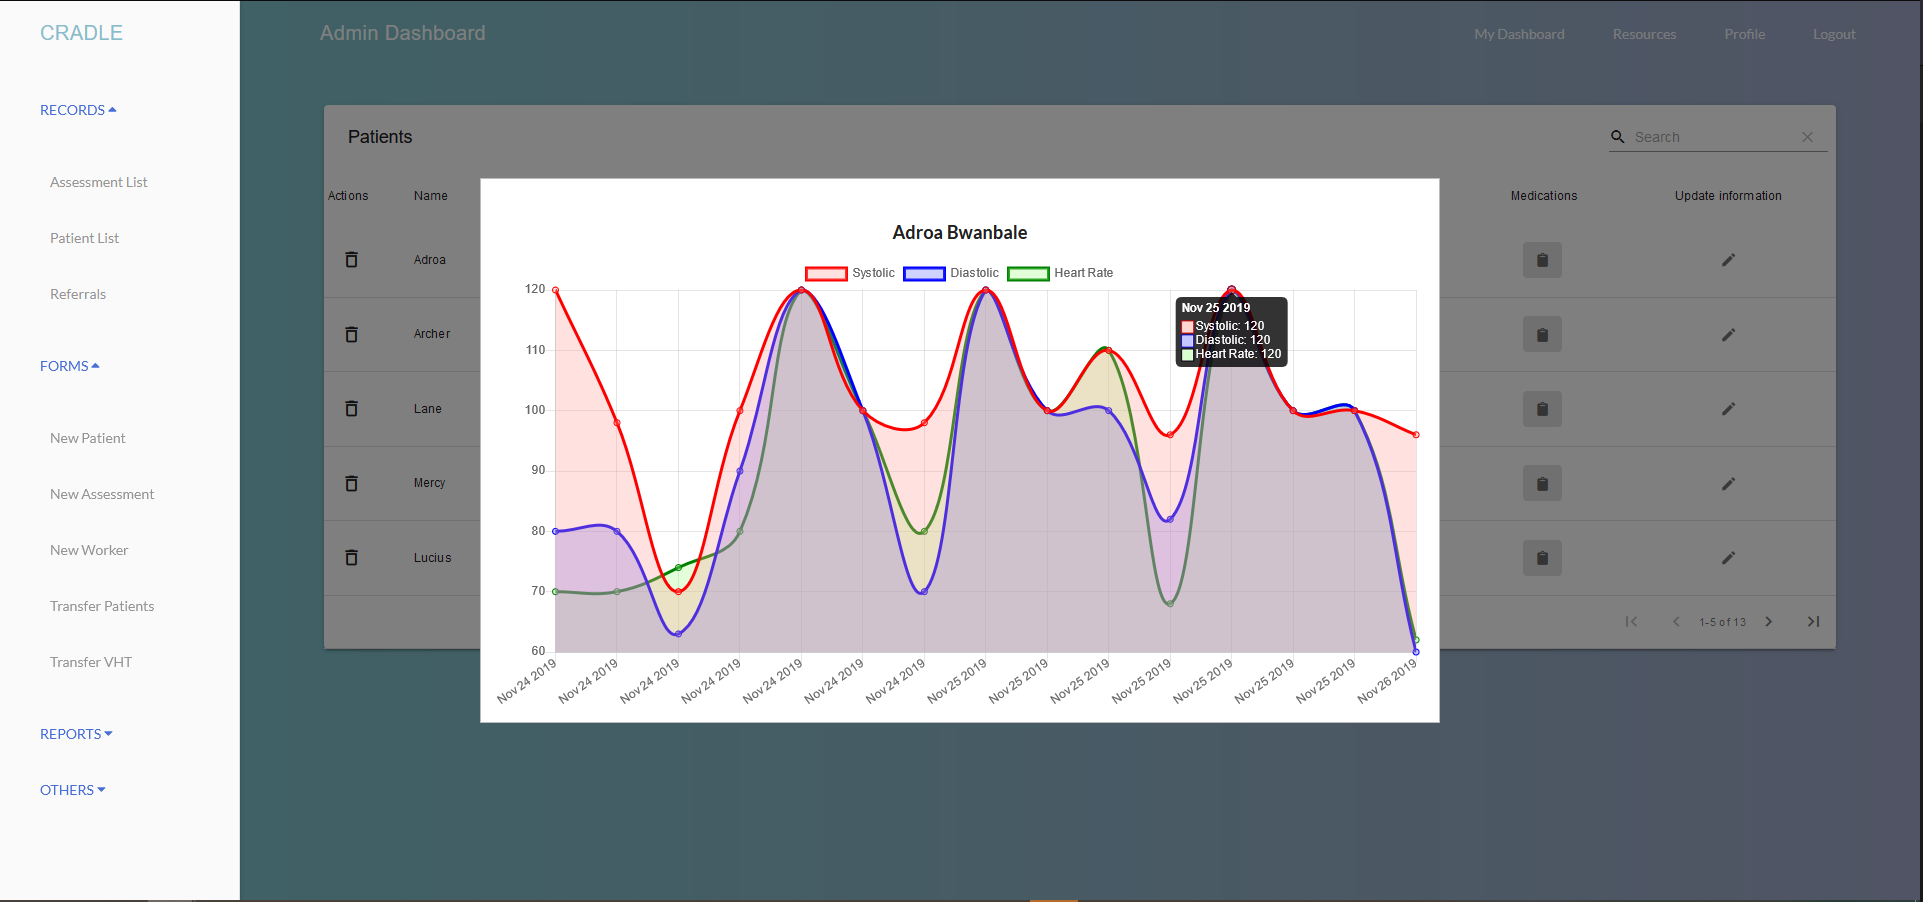 CRADLE
Admin Dashboard
My Dashboard Resources Profile Logout
RECORDS
Assessment List
Patient List
Referrals
FORMS
New Patient
New Assessment
New Worker
Transfer Patients
Transfer VHT
REPORTS
OTHERS
Patients
Search
Actions Name Medications Update information
Adroa
Archer
Lane
Mercy
Lucius
1-5 of 13
Adroa Bwanbale
Systolic Diastolic Heart Rate
120
110
100
90
80
70
60
Nov 25 2019
Systolic: 120
Diastolic: 120
Heart Rate: 120
Nov 24 2019
Nov 24 2019
Nov 24 2019
Nov 24 2019
Nov 24 2019
Nov 24 2019
Nov 24 2019
Nov 25 2019
Nov 25 2019
Nov 25 2019
Nov 25 2019
Nov 25 2019
Nov 25 2019
Nov 25 2019
Nov 26 2019